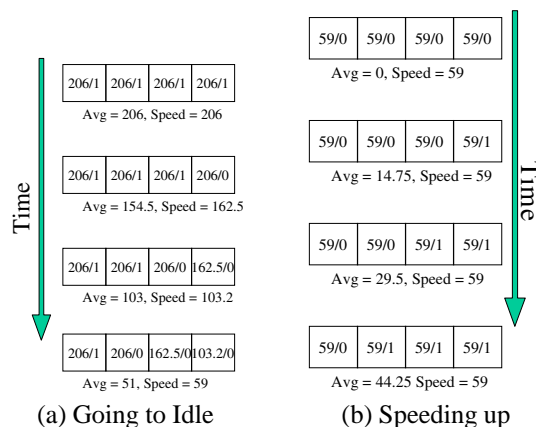 Time
206/1 206/1 206/1 206/1
Avg = 206, Speed = 206
206/1 206/1 206/1 206/0
Avg = 154.5, Speed = 162.5
206/1 206/1 206/0 162.5/0
Avg = 103, Speed = 103.2
206/1 206/0 162.5/0 103.2/0
Avg = 51, Speed = 59
(a) Going to Idle
59/0 59/0 59/0 59/0
Avg = 0, Speed = 59
59/0 59/0 59/0 59/1
Avg = 14.75, Speed = 59
59/0 59/0 59/1 59/1
Avg = 29.5, Speed = 59
59/0 59/1 59/1 59/1
Avg = 44.25 Speed = 59
Time
(b) Speeding up